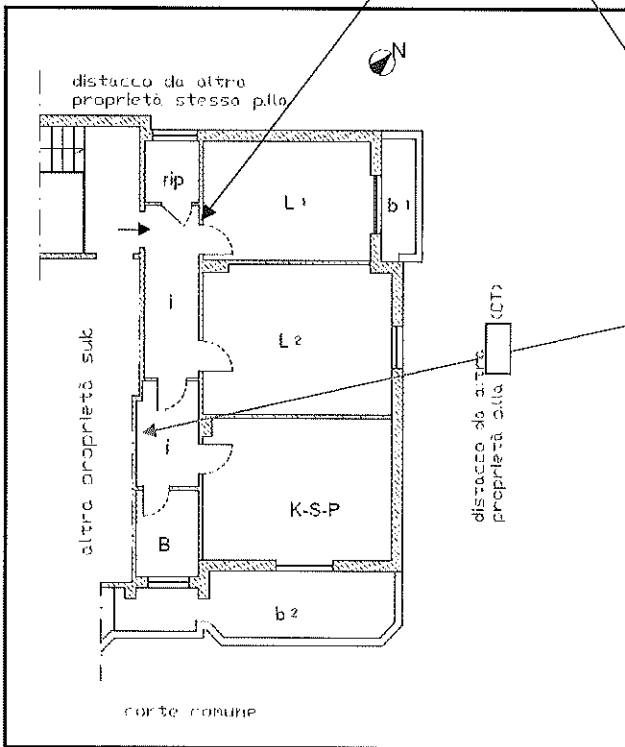 N
distacco da altra
proprietà stessa p.lla
rip
L 1
b 1
i
L 2
altra proprietà sub
distacco da altra
proprietà p.lla (CT)
i
K-S-P
B
b 2
corte comune